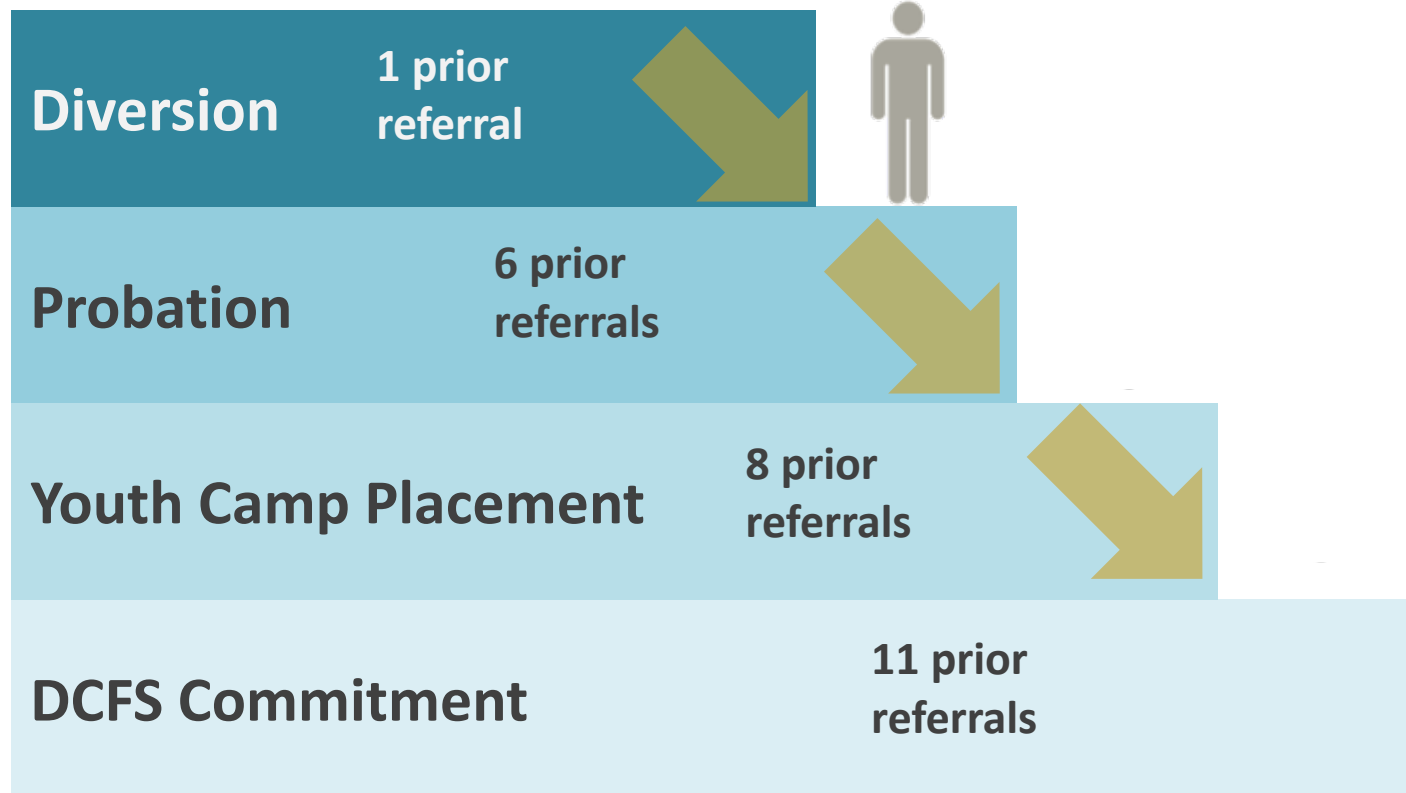 Diversion
1 prior
referral
Probation
6 prior
referrals
Youth Camp Placement
8 prior
referrals
DCFS Commitment
11 prior
referrals